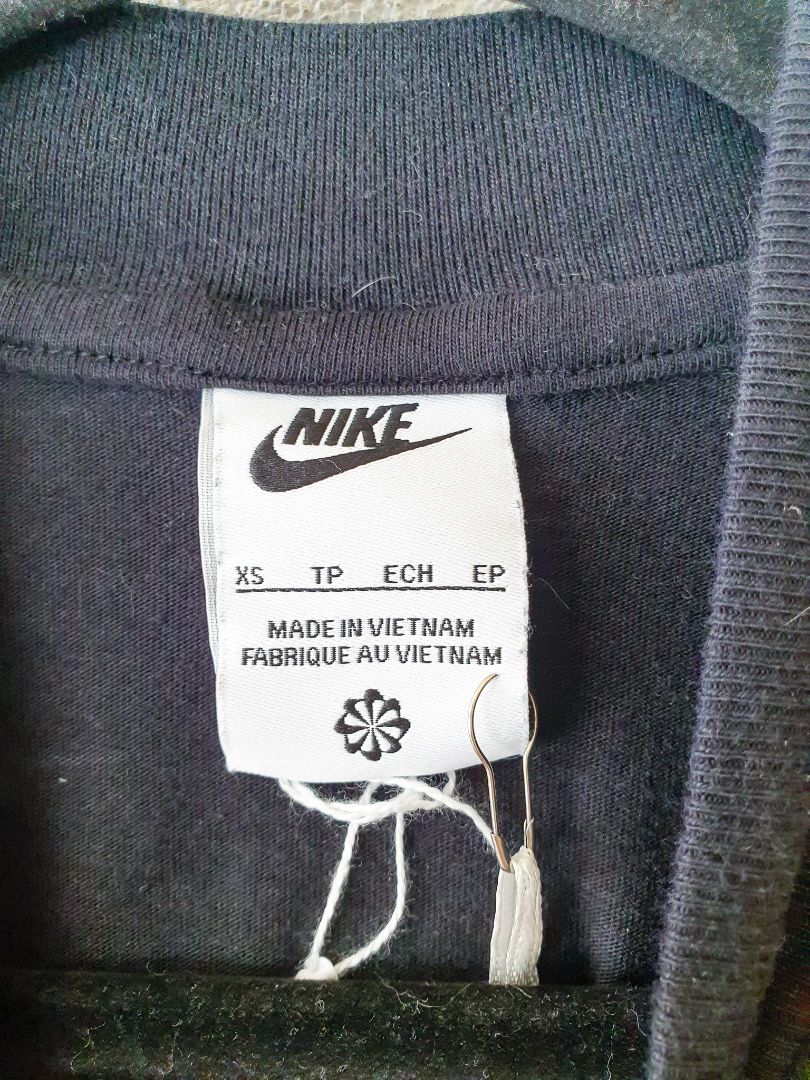 NIKE
XS TP ECH EP
MADE IN VIETNAM
FABRIQUE AU VIETNAM